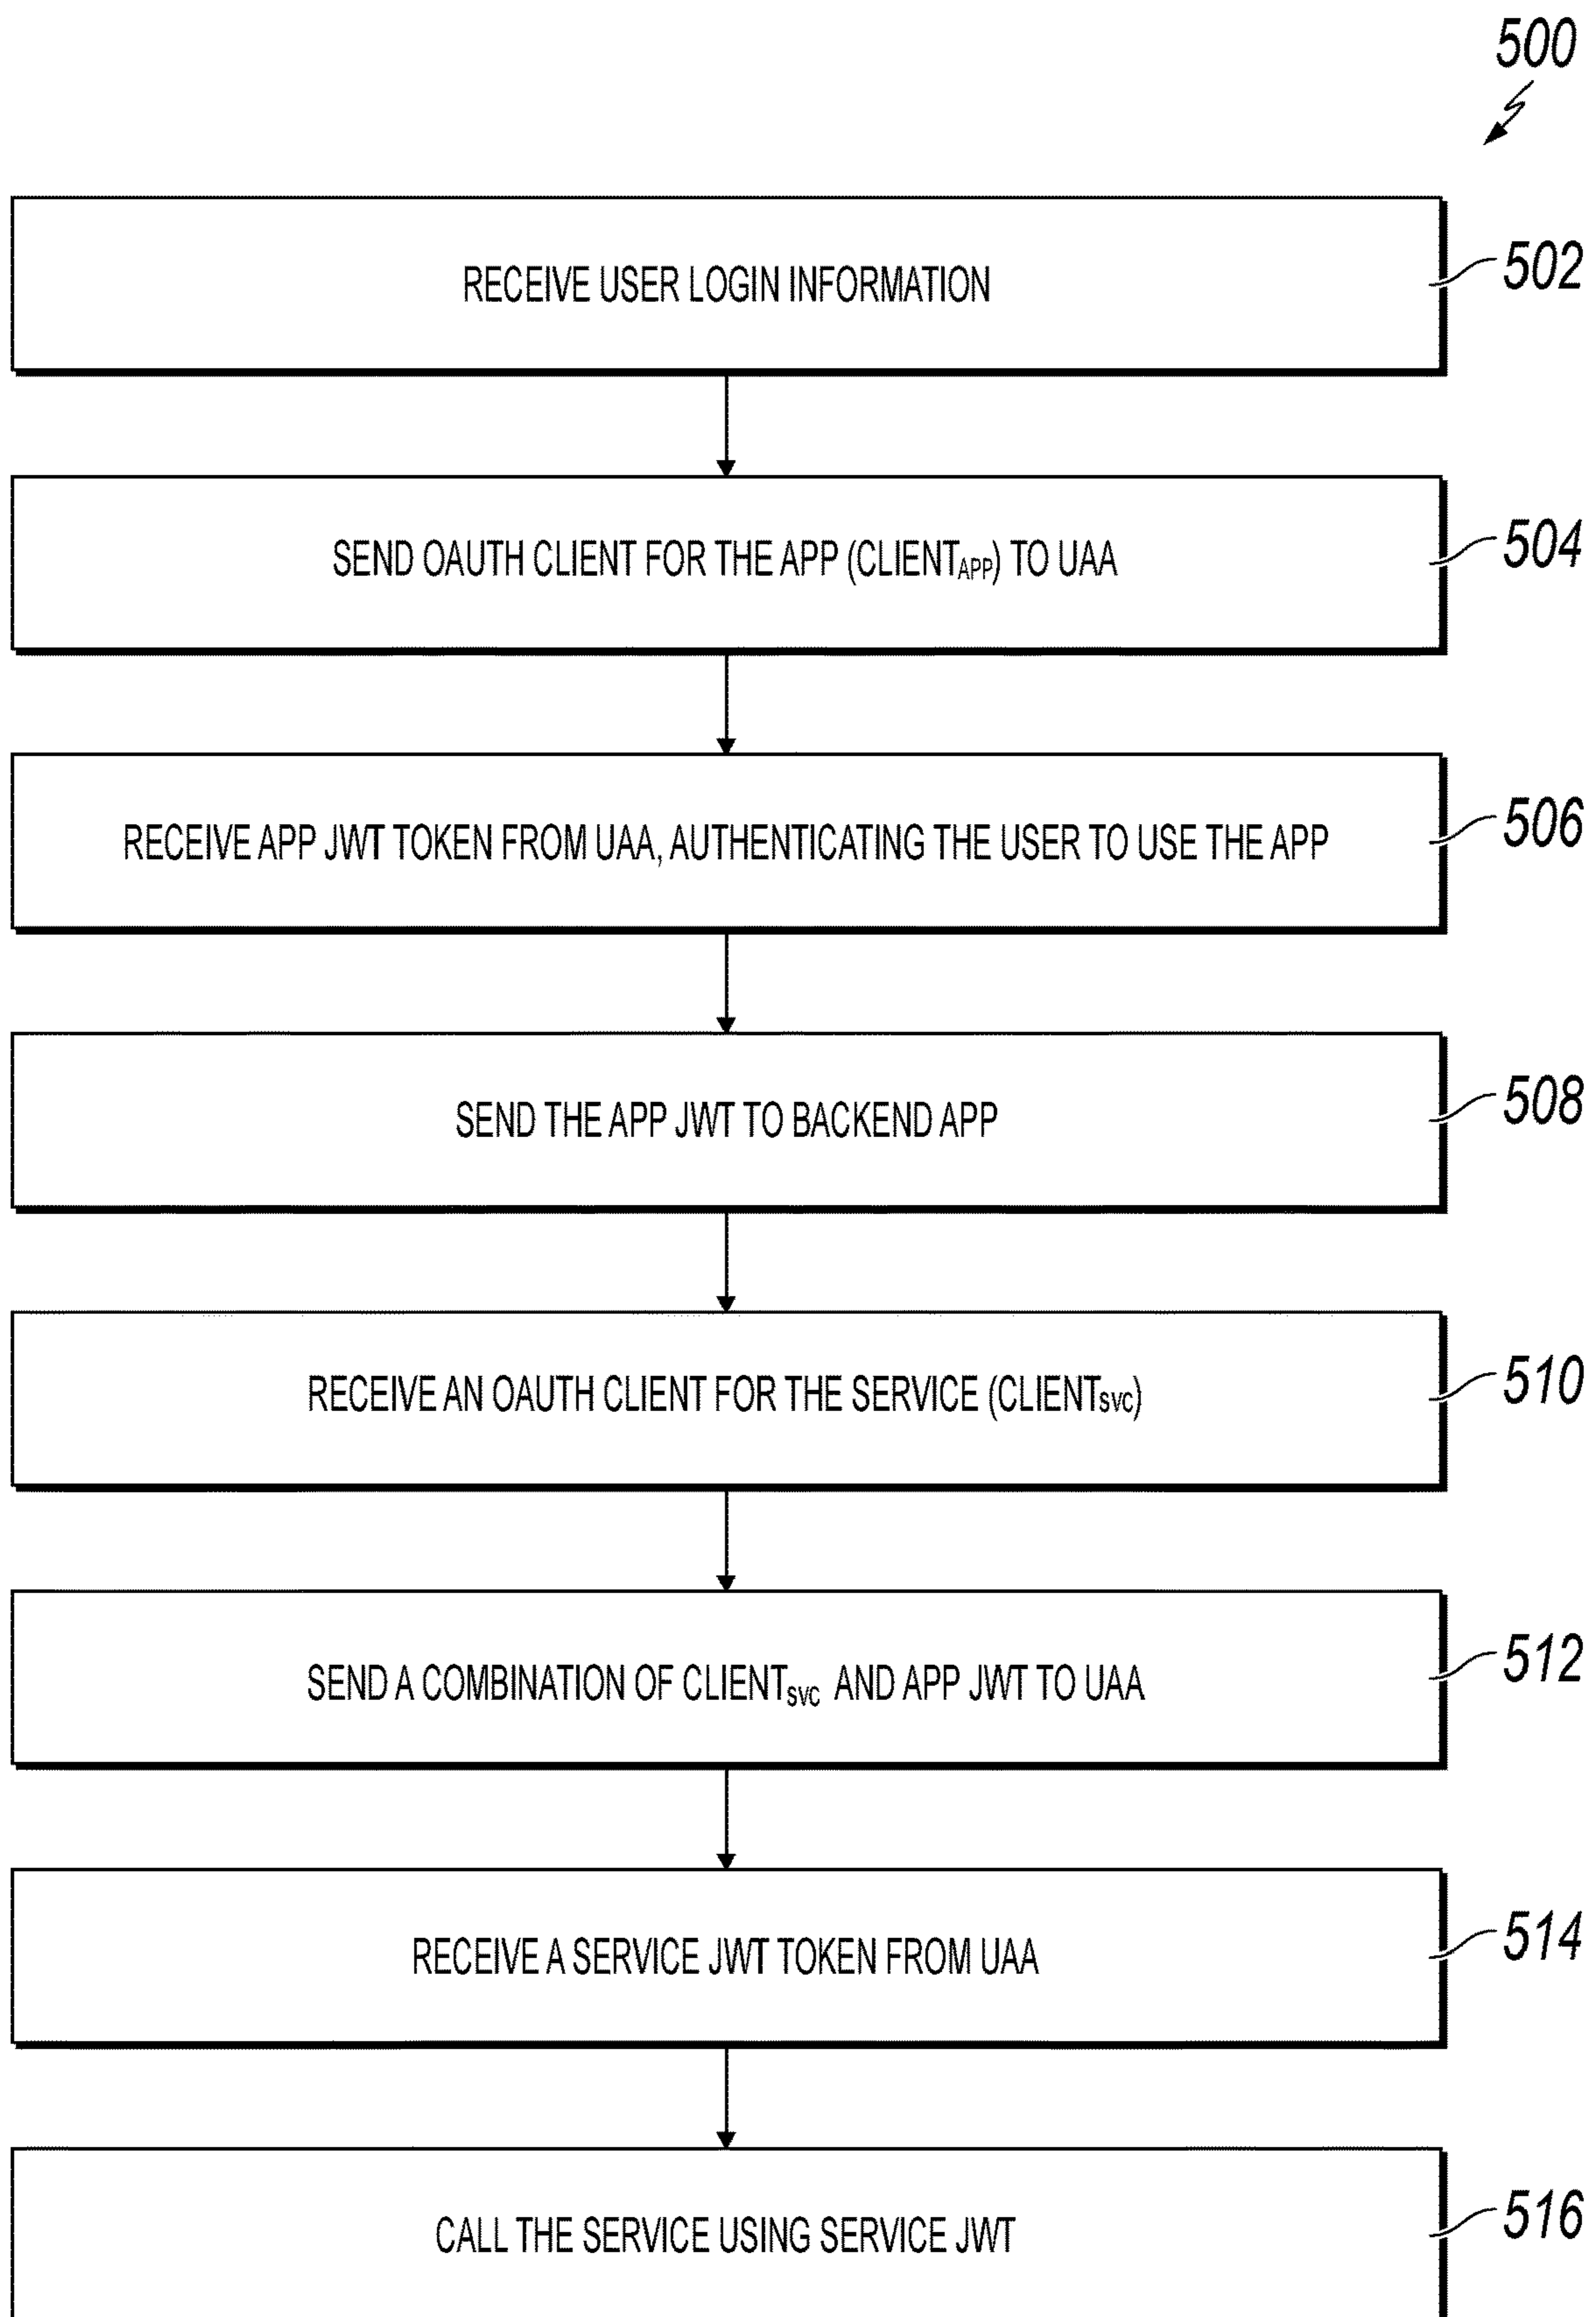 500
RECEIVE USER LOGIN INFORMATION
502
SEND OAUTH CLIENT FOR THE APP (CLIENTAPP) TO UAA
504
RECEIVE APP JWT TOKEN FROM UAA, AUTHENTICATING THE USER TO USE THE APP
506
SEND THE APP JWT TO BACKEND APP
508
RECEIVE AN OAUTH CLIENT FOR THE SERVICE (CLIENTSVC)
510
SEND A COMBINATION OF CLIENTSVC AND APP JWT TO UAA
512
RECEIVE A SERVICE JWT TOKEN FROM UAA
514
CALL THE SERVICE USING SERVICE JWT
516